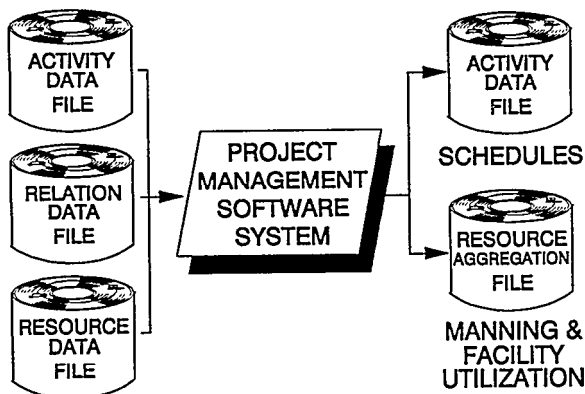 ACTIVITY
DATA
FILE
RELATION
DATA
FILE
RESOURCE
DATA
FILE
PROJECT
MANAGEMENT
SOFTWARE
SYSTEM
ACTIVITY
DATA
FILE
SCHEDULES
RESOURCE
AGGREGATION
FILE
MANNING &
FACILITY
UTILIZATION